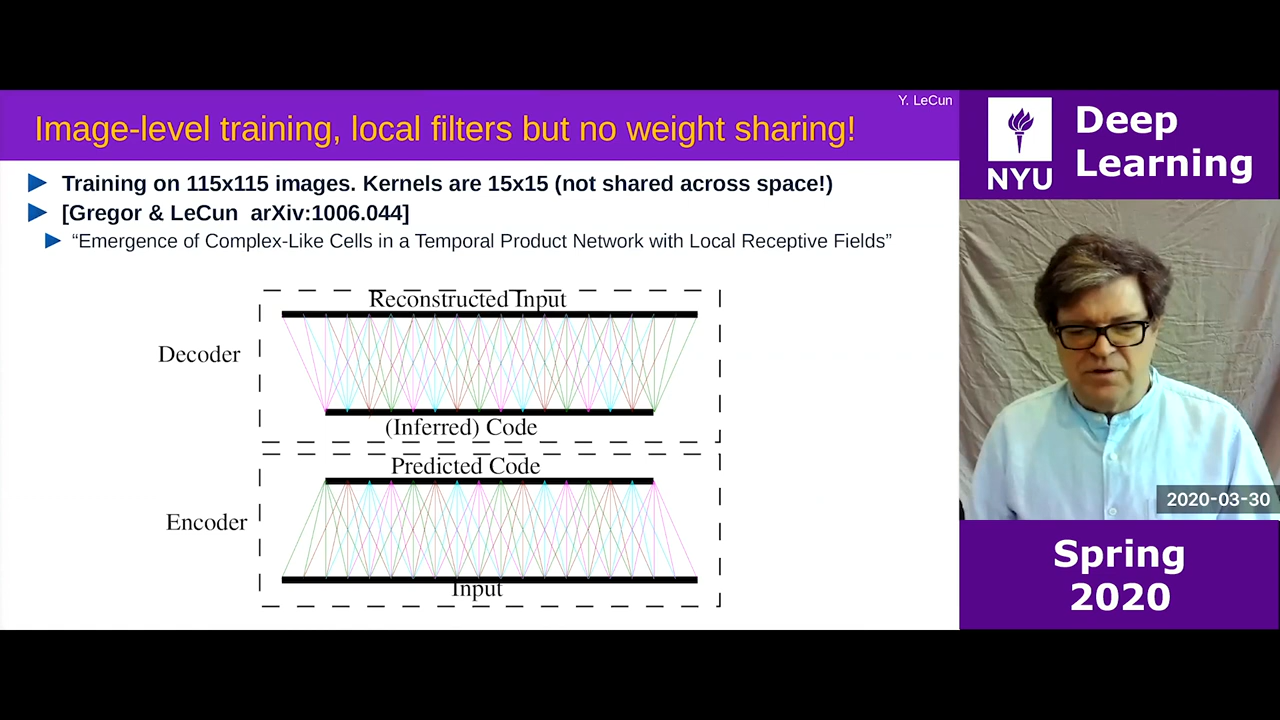 Y. LeCun
Image-level training, local filters but no weight sharing!
Training on 115x115 images. Kernels are 15x15 (not shared across space!)
[Gregor & LeCun arXiv:1006.044]
“Emergence of Complex-Like Cells in a Temporal Product Network with Local Receptive Fields”
Reconstructed Input
Decoder
(Inferred) Code
Predicted Code
Encoder
Input
NYU
Deep
Learning
2020-03-30
Spring
2020